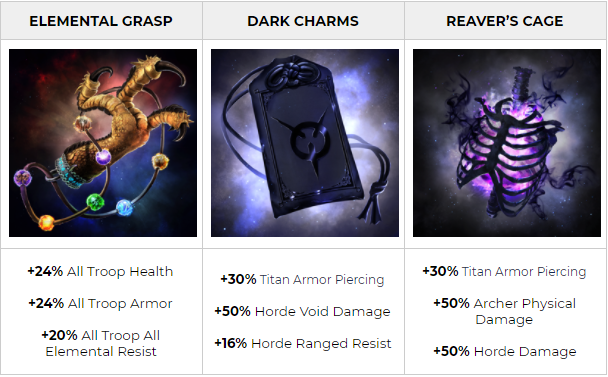 ELEMENTAL GRASP
DARK CHARMS
REAVER’S CAGE
+24% All Troop Health
+24% All Troop Armor
+20% All Troop All
Elemental Resist
+30% Titan Armor Piercing
+50% Horde Void Damage
+16% Horde Ranged Resist
+30% Titan Armor Piercing
+50% Archer Physical
Damage
+50% Horde Damage